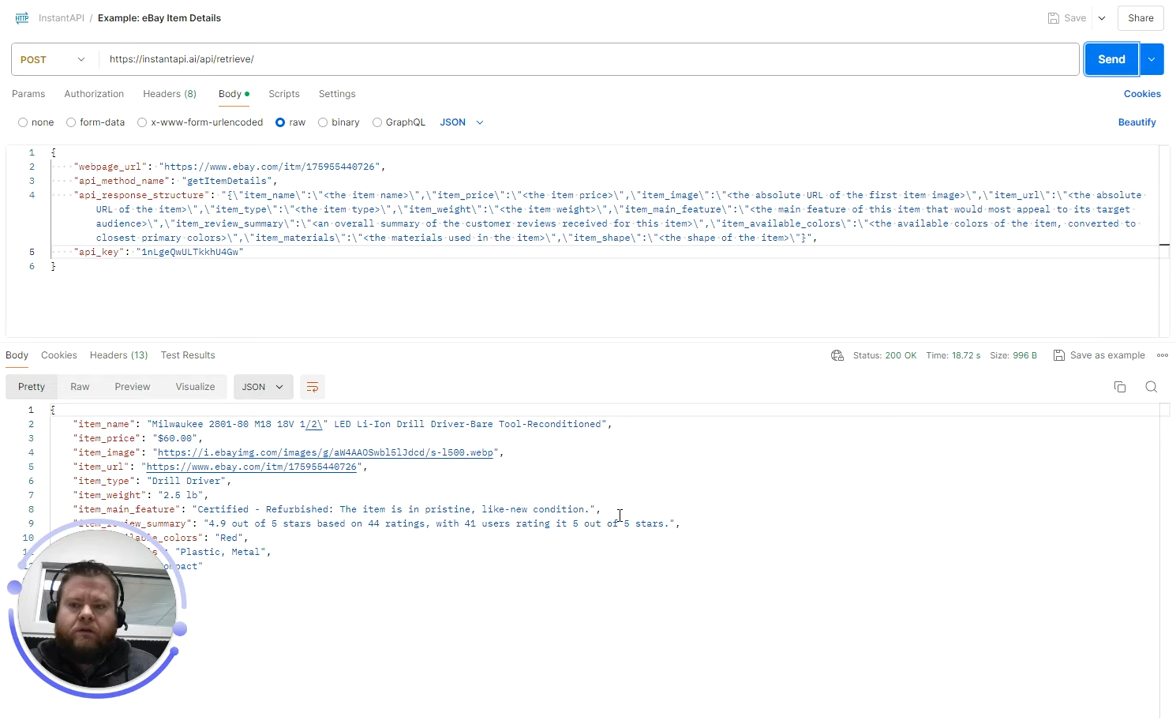 HTTP InstantAPI / Example: eBay Item Details Save Share
POST https://instantapi.ai/api/retrieve/ Send
Params Authorization Headers (8) Body Scripts Settings Cookies
none form-data x-www-form-urlencoded raw binary GraphQL JSON Beautify
1 {
2 "webpage_url": "https://www.ebay.com/itm/175955440726",
3 "api_method_name": "getItemDetails",
4 "api_response_structure": "{\"item_name\":\"<the item name>\",\"item_price\":\"<the item price>\",\"item_image\":\"<the absolute URL of the first item image>\",\"item_url\":\"<the absolute
URL of the item>\",\"item_type\":\"<the item type>\",\"item_weight\":\"<the item weight>\",\"item_main_feature\":\"<the main feature of this item that would most appeal to its target
audience>\",\"item_review_summary\":\"<an overall summary of the customer reviews received for this item>\",\"item_available_colors\":\"<the available colors of the item, converted to
closest primary colors>\",\"item_materials\":\"<the materials used in the item>\",\"item_shape\":\"<the shape of the item>\"}",
5 "api_key": "1nLgeQwULTkkhU4Gw"
6 }
Body Cookies Headers (13) Test Results Status: 200 OK Time: 18.72 s Size: 996 B Save as example
Pretty Raw Preview Visualize JSON
1 {
2 "item_name": "Milwaukee 2801-80 M18 18V 1/2\" LED Li-Ion Drill Driver-Bare Tool-Reconditioned",
3 "item_price": "$60.00",
4 "item_image": "https://i.ebayimg.com/images/g/aW4AAOSwbl5lJdcd/s-l500.webp",
5 "item_url": "https://www.ebay.com/itm/175955440726",
6 "item_type": "Drill Driver",
7 "item_weight": "2.5 lb",
8 "item_main_feature": "Certified - Refurbished: The item is in pristine, like-new condition.",
9 "item_review_summary": "4.9 out of 5 stars based on 44 ratings, with 41 users rating it 5 out of 5 stars.",
10 lable_colors": "Red",
"Plastic, Metal",
mpact"